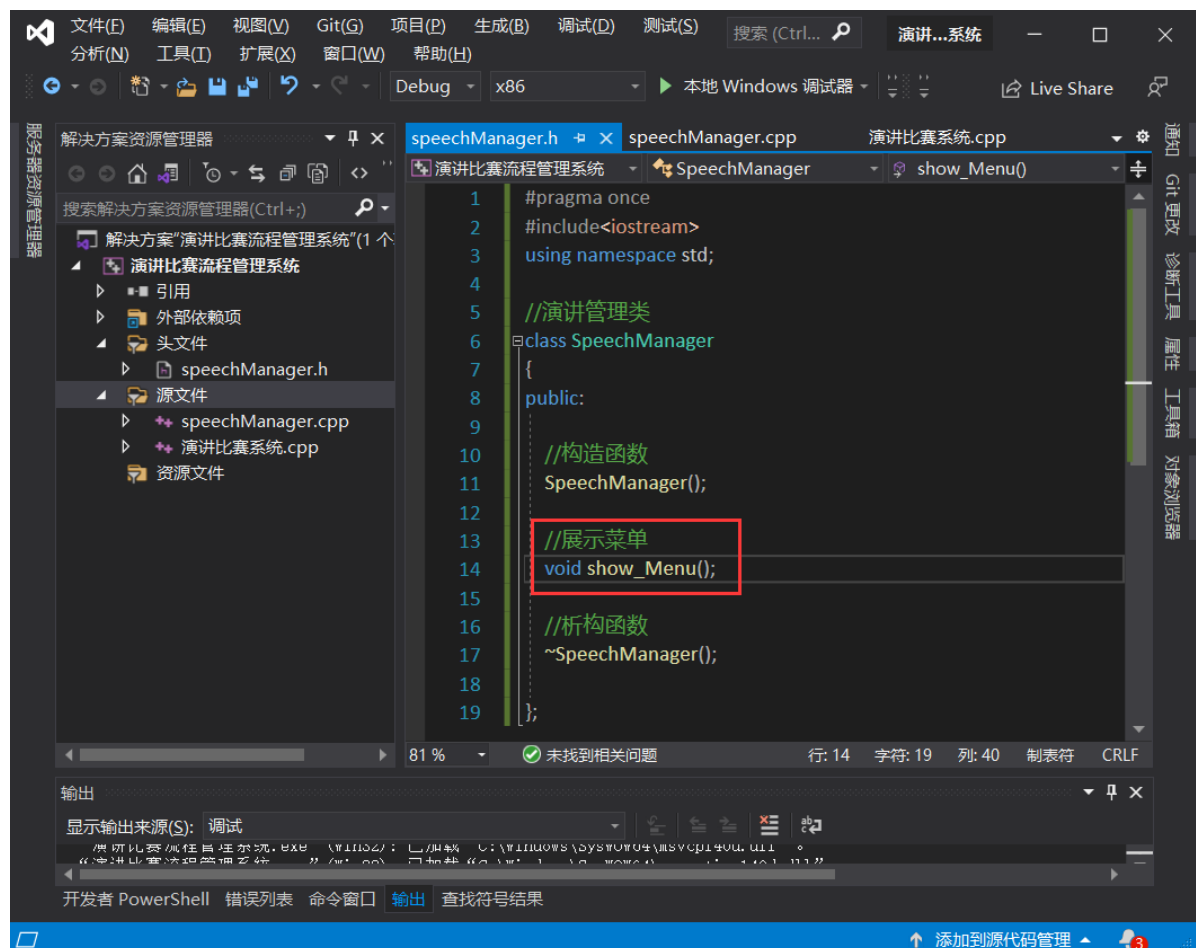 文件(F) 编辑(E) 视图(V) Git(G) 项目(P) 生成(B) 调试(D) 测试(S) 搜索 (Ctrl... 演讲...系统
分析(N) 工具(T) 扩展(X) 窗口(W) 帮助(H)
Debug x86 本地 Windows 调试器 Live Share
服务器资源管理器
解决方案资源管理器
搜索解决方案资源管理器(Ctrl+;)
解决方案"演讲比赛流程管理系统"(1 个
演讲比赛流程管理系统
引用
外部依赖项
头文件
speechManager.h
源文件
speechManager.cpp
演讲比赛系统.cpp
资源文件
speechManager.h speechManager.cpp 演讲比赛系统.cpp
演讲比赛流程管理系统 SpeechManager show_Menu()
1 #pragma once
2 #include<iostream>
3 using namespace std;
4
5 //演讲管理类
6 class SpeechManager
7 {
8 public:
9
10 //构造函数
11 SpeechManager();
12
13 //展示菜单
14 void show_Menu();
15
16 //析构函数
17 ~SpeechManager();
18
19 };
81 % 未找到相关问题 行: 14 字符: 19 列: 40 制表符 CRLF
通知
Git 更改
诊断工具
属性
工具箱
对象浏览器
输出
显示输出来源(S): 调试
开发者 PowerShell 错误列表 命令窗口 输出 查找符号结果
添加到源代码管理 3